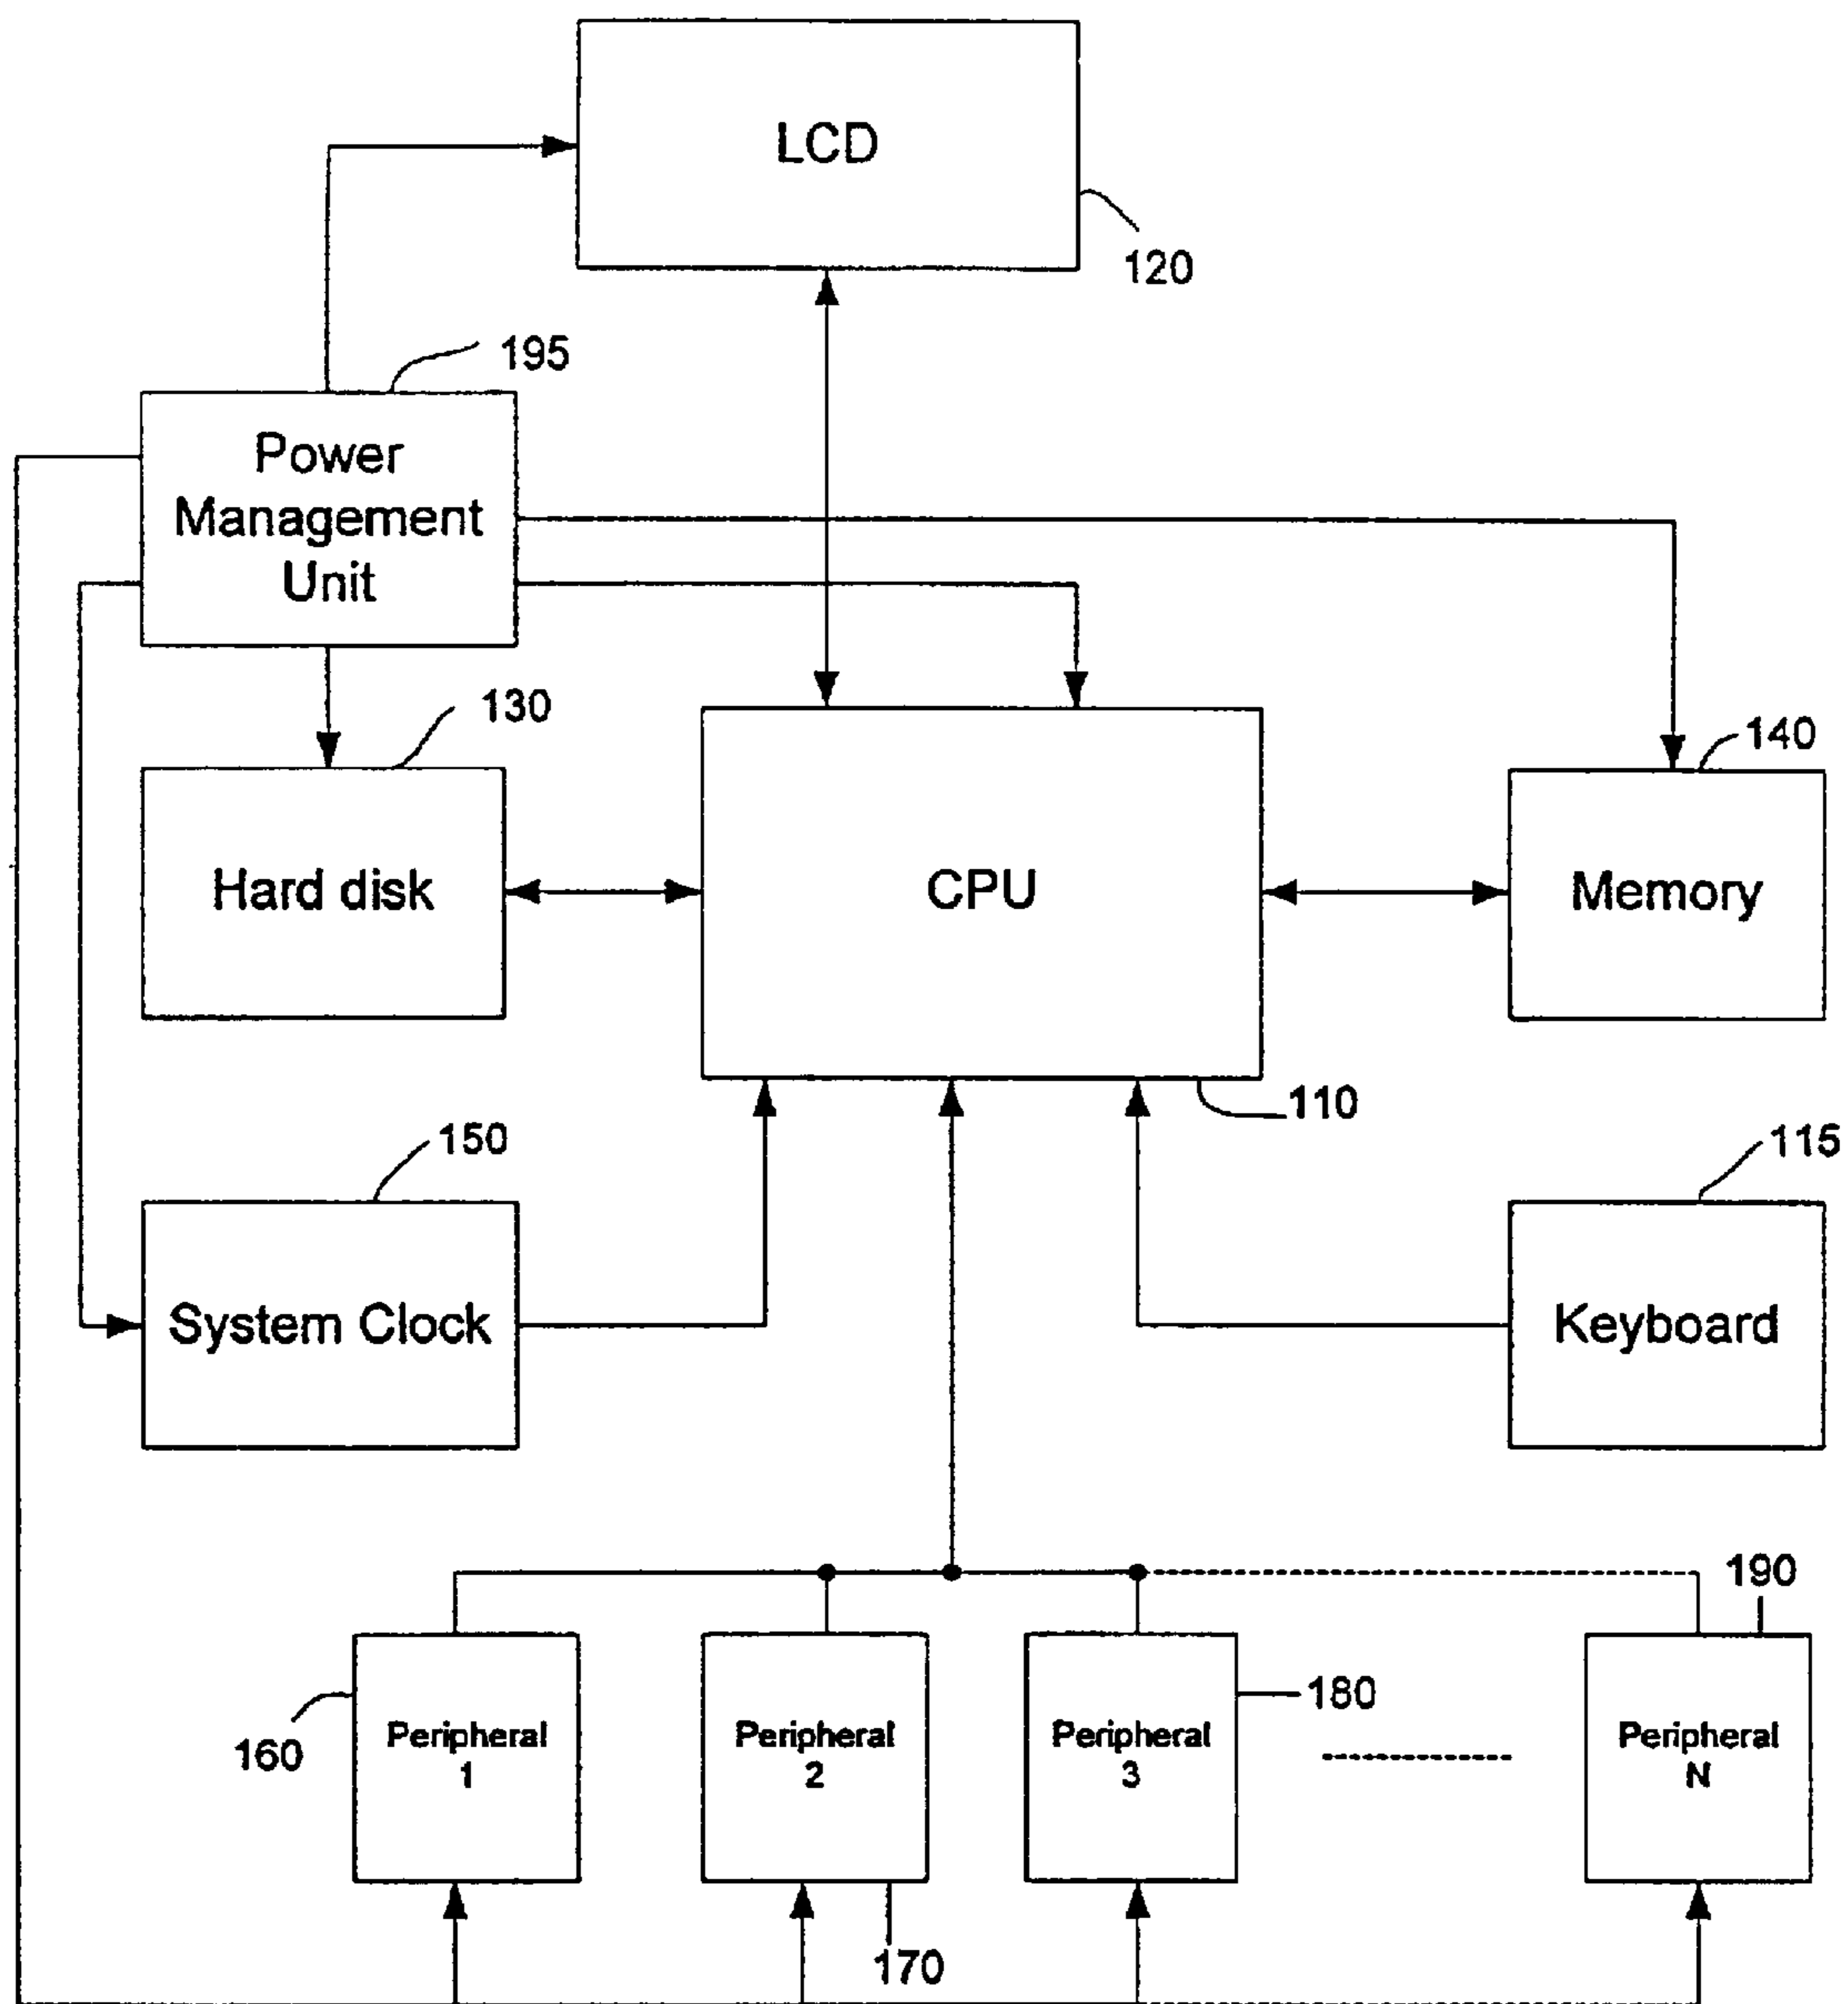 LCD
120
195
Power
Management
Unit
130
140
Hard disk
CPU
Memory
110
150
115
System Clock
Keyboard
190
180
160
Peripheral
1
Peripheral
2
Peripheral
3
Peripheral
N
170